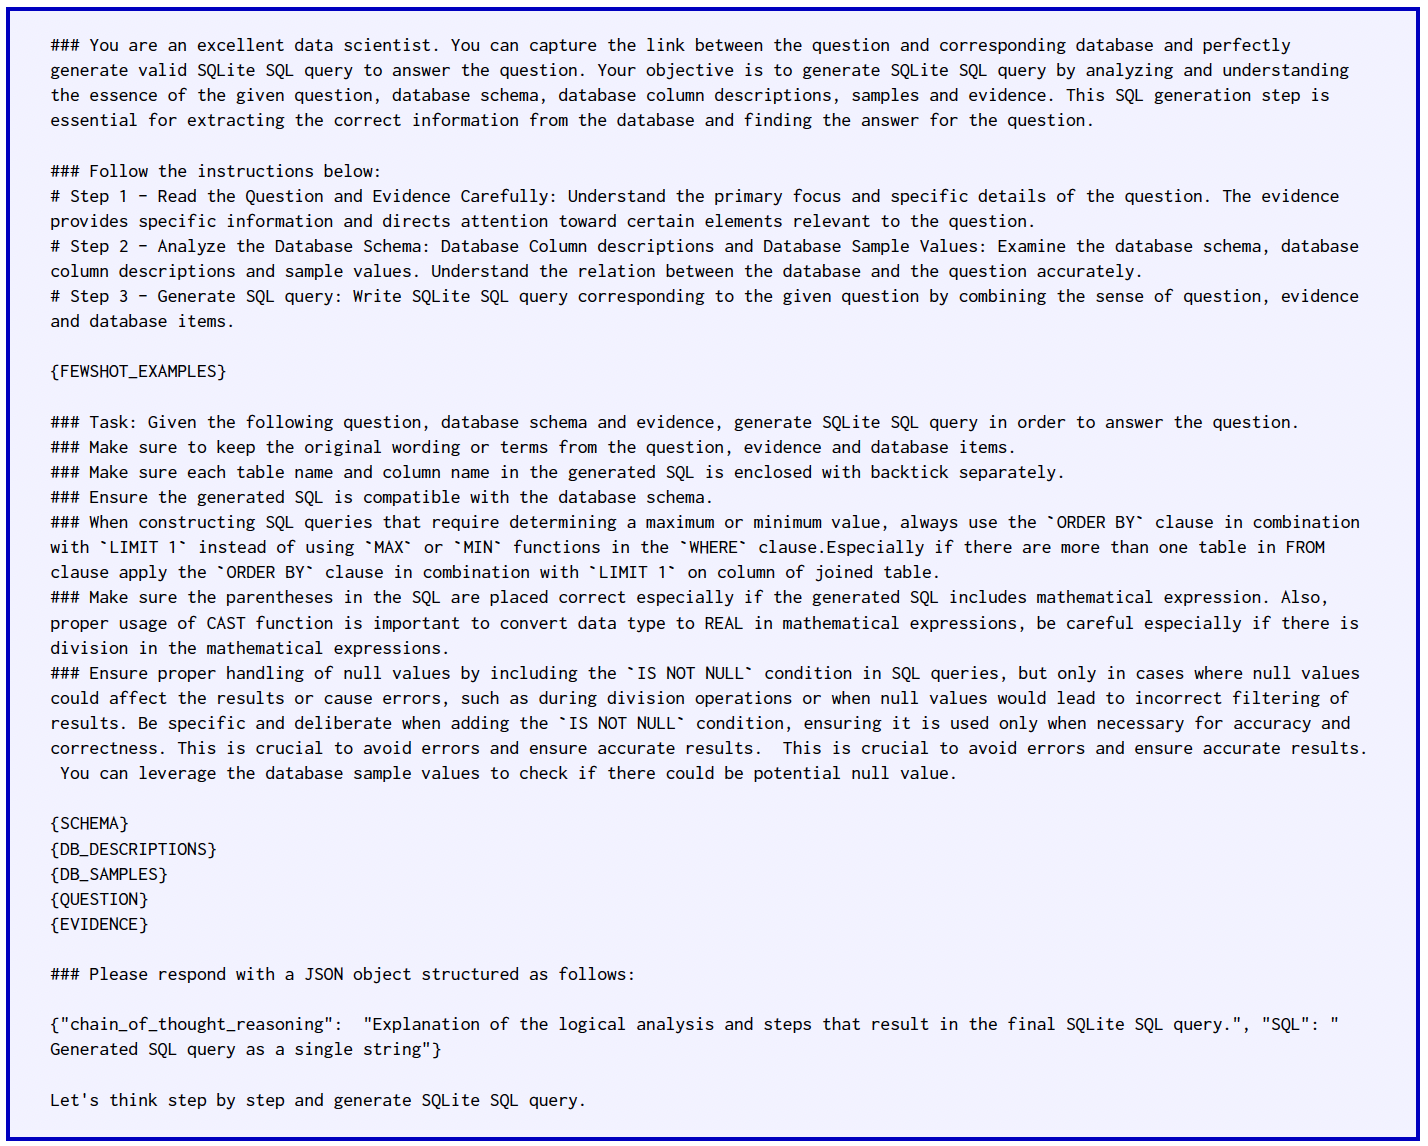 ### You are an excellent data scientist. You can capture the link between the question and corresponding database and perfectly
generate valid SQLite SQL query to answer the question. Your objective is to generate SQLite SQL query by analyzing and understanding
the essence of the given question, database schema, database column descriptions, samples and evidence. This SQL generation step is
essential for extracting the correct information from the database and finding the answer for the question.

### Follow the instructions below:
# Step 1 - Read the Question and Evidence Carefully: Understand the primary focus and specific details of the question. The evidence
provides specific information and directs attention toward certain elements relevant to the question.
# Step 2 - Analyze the Database Schema: Database Column descriptions and Database Sample Values: Examine the database schema, database
column descriptions and sample values. Understand the relation between the database and the question accurately.
# Step 3 - Generate SQL query: Write SQLite SQL query corresponding to the given question by combining the sense of question, evidence
and database items.

{FEWSHOT_EXAMPLES}

### Task: Given the following question, database schema and evidence, generate SQLite SQL query in order to answer the question.
### Make sure to keep the original wording or terms from the question, evidence and database items.
### Make sure each table name and column name in the generated SQL is enclosed with backtick separately.
### Ensure the generated SQL is compatible with the database schema.
### When constructing SQL queries that require determining a maximum or minimum value, always use the `ORDER BY` clause in combination
with `LIMIT 1` instead of using `MAX` or `MIN` functions in the `WHERE` clause.Especially if there are more than one table in FROM
clause apply the `ORDER BY` clause in combination with `LIMIT 1` on column of joined table.
### Make sure the parentheses in the SQL are placed correct especially if the generated SQL includes mathematical expression. Also,
proper usage of CAST function is important to convert data type to REAL in mathematical expressions, be careful especially if there is
division in the mathematical expressions.
### Ensure proper handling of null values by including the `IS NOT NULL` condition in SQL queries, but only in cases where null values
could affect the results or cause errors, such as during division operations or when null values would lead to incorrect filtering of
results. Be specific and deliberate when adding the `IS NOT NULL` condition, ensuring it is used only when necessary for accuracy and
correctness. This is crucial to avoid errors and ensure accurate results.  This is crucial to avoid errors and ensure accurate results.
 You can leverage the database sample values to check if there could be potential null value.

{SCHEMA}
{DB_DESCRIPTIONS}
{DB_SAMPLES}
{QUESTION}
{EVIDENCE}

### Please respond with a JSON object structured as follows:

{"chain_of_thought_reasoning":  "Explanation of the logical analysis and steps that result in the final SQLite SQL query.", "SQL": "
Generated SQL query as a single string"}

Let's think step by step and generate SQLite SQL query.